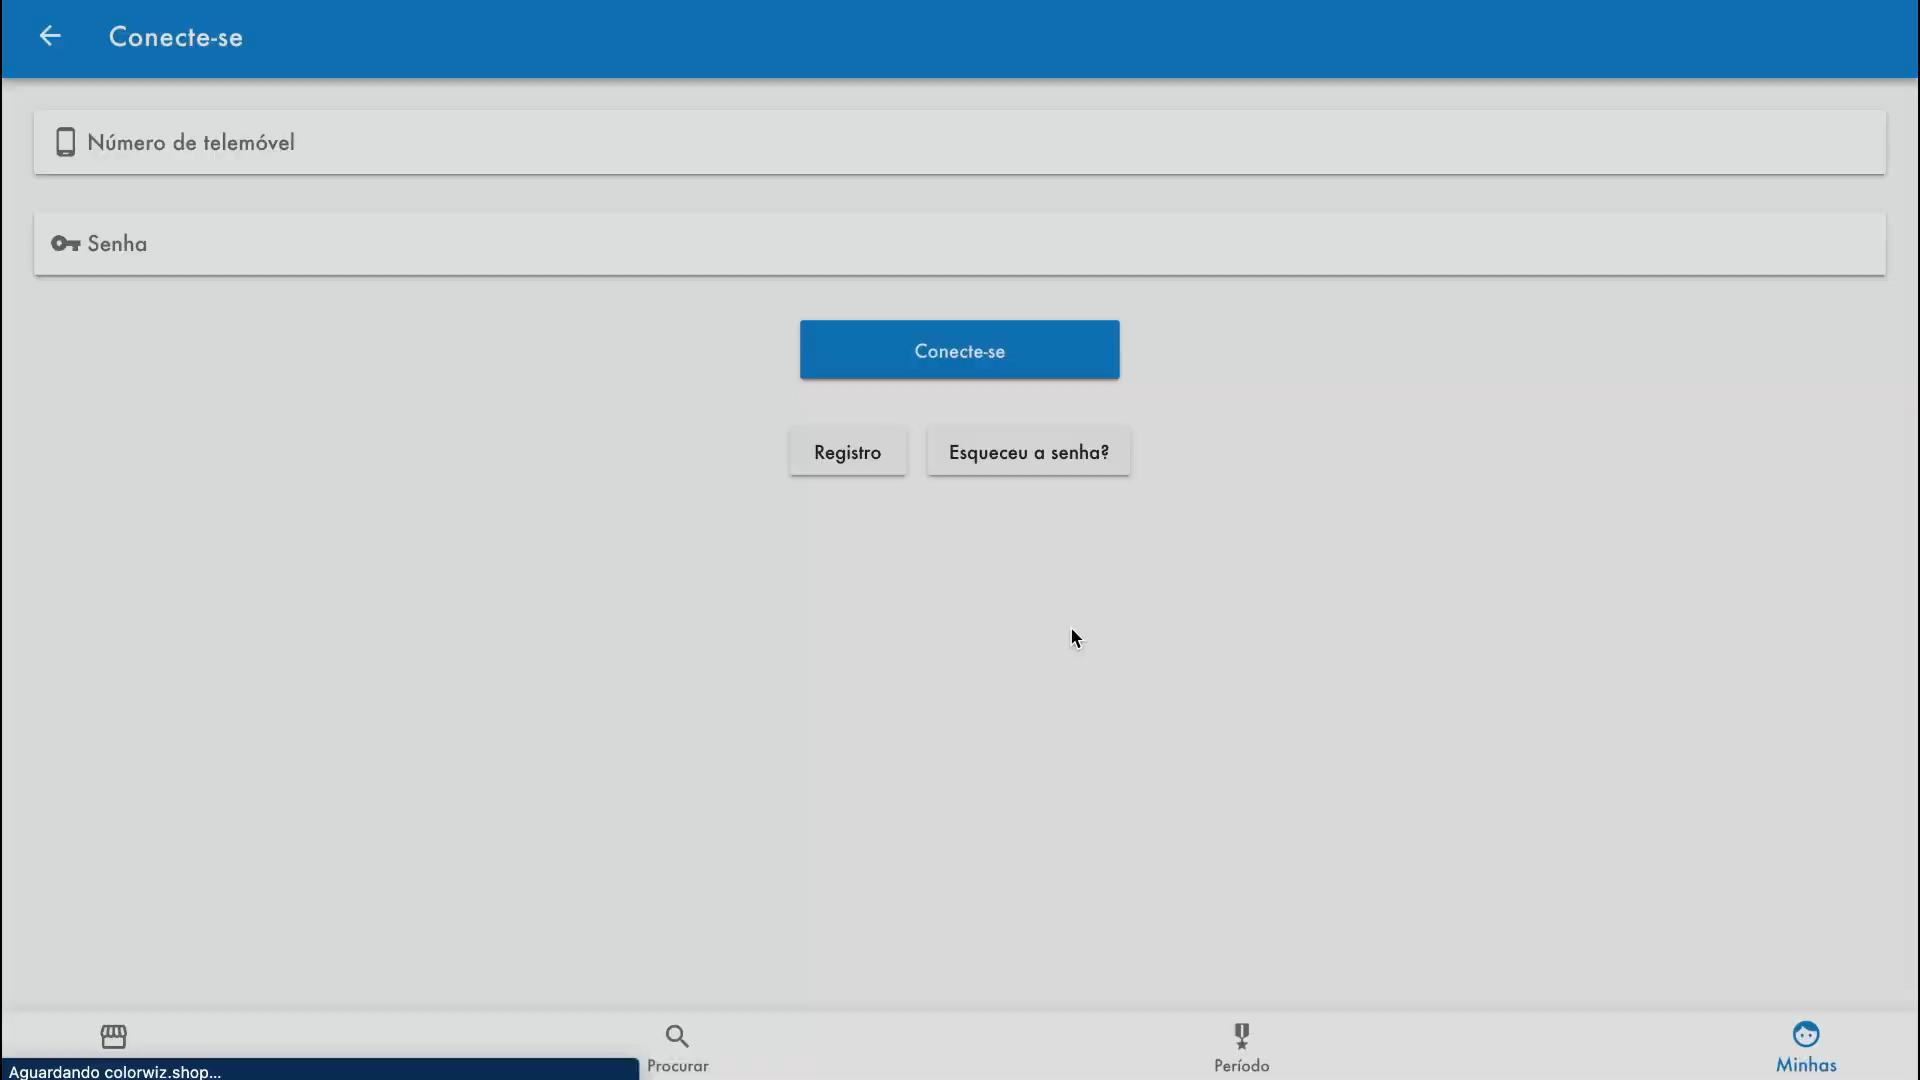 Conecte-se
Número de telemóvel
Senha
Conecte-se
Registro
Esqueceu a senha?
Procurar
Período
Minhas
Aguardando colorwiz.shop...